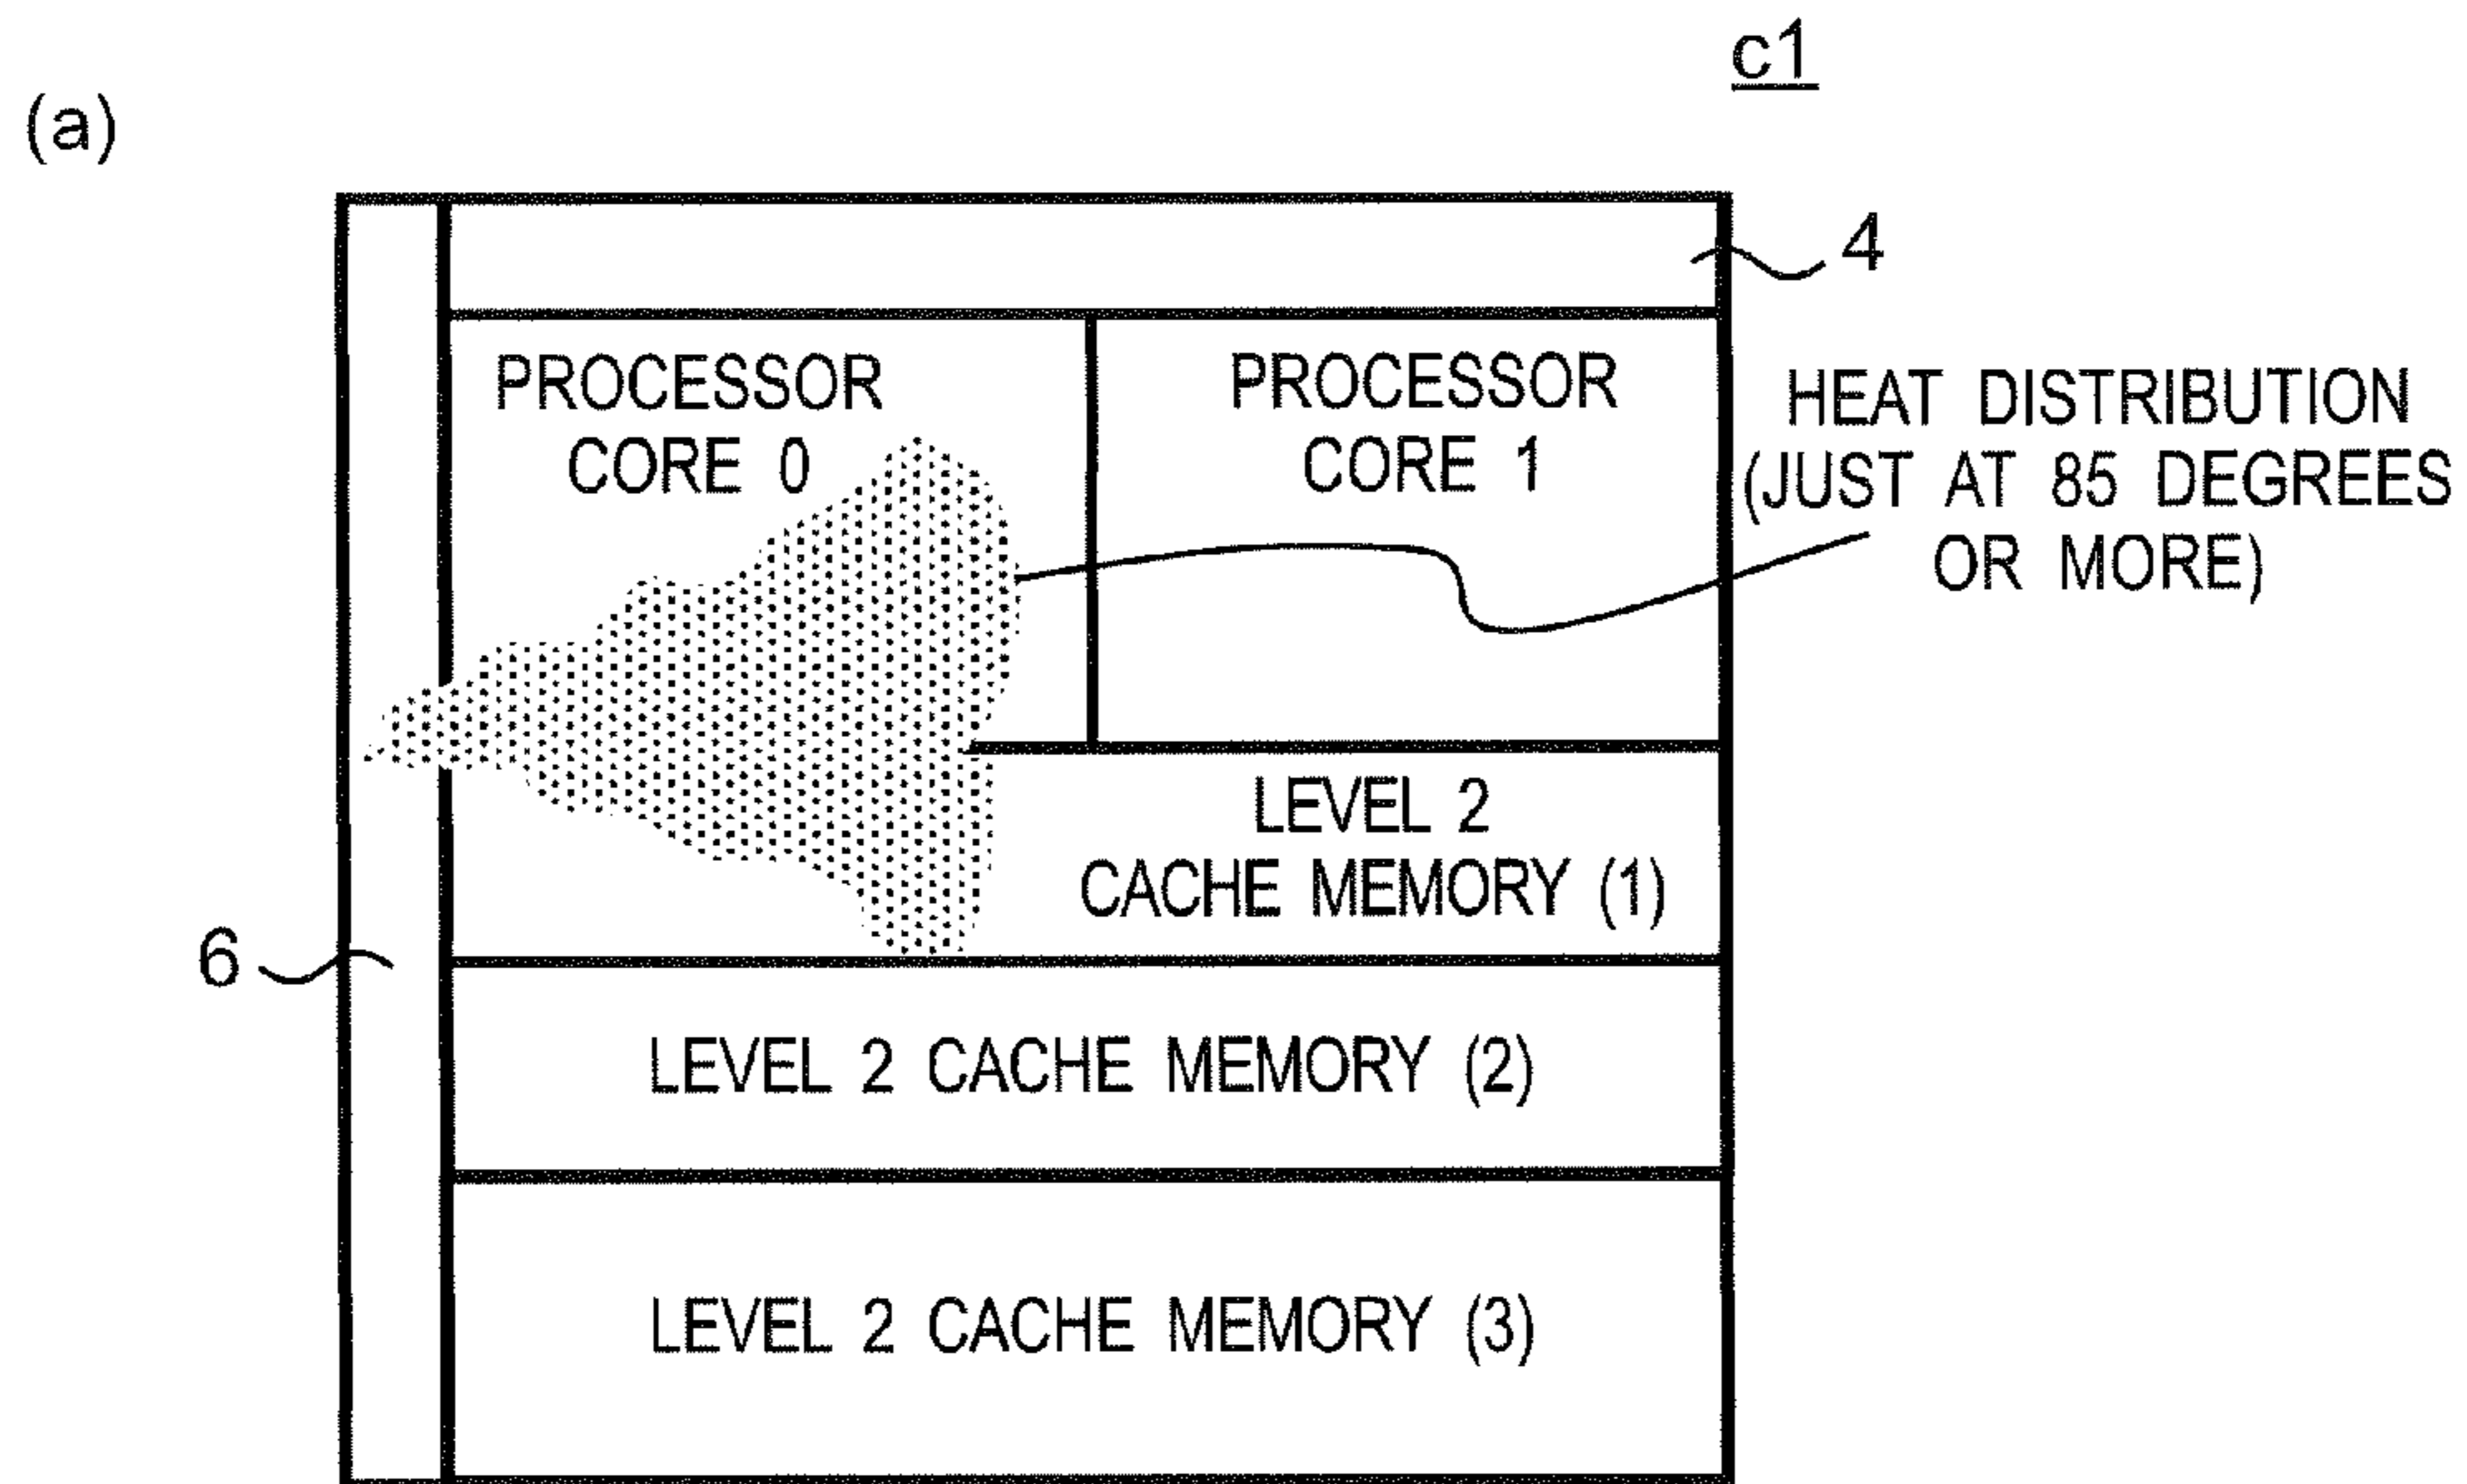 c1
(a)
4
PROCESSOR
CORE 0
PROCESSOR
CORE 1
HEAT DISTRIBUTION
(JUST AT 85 DEGREES
OR MORE)
LEVEL 2
CACHE MEMORY (1)
6
LEVEL 2 CACHE MEMORY (2)
LEVEL 2 CACHE MEMORY (3)